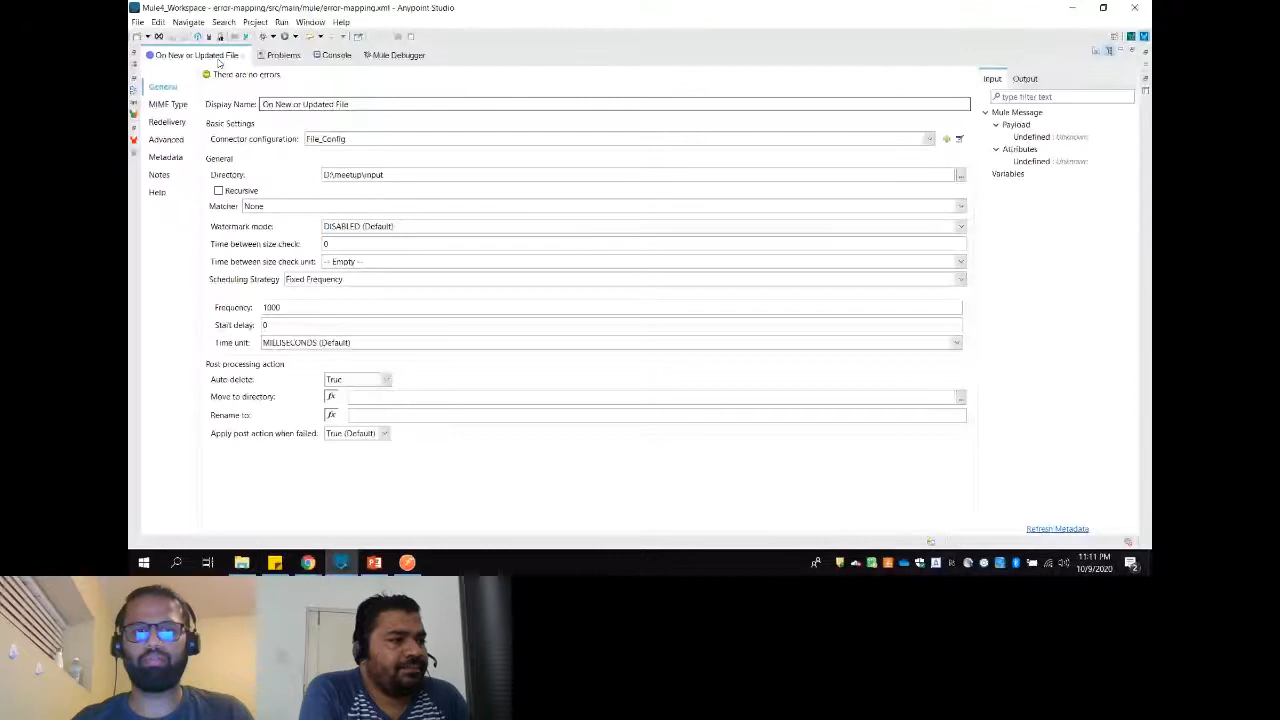 Mule4_Workspace - error-mapping/src/main/mule/error-mapping.xml - Anypoint Studio
File Edit Navigate Search Project Run Window Help
On New or Updated File Problems Console Mule Debugger
There are no errors.
General
MIME Type
Redelivery
Advanced
Metadata
Notes
Help
Display Name: On New or Updated File
Basic Settings
Connector configuration: File_Config
General
Directory: D:\meetup\input ...
Recursive
Matcher None
Watermark mode: DISABLED (Default)
Time between size check: 0
Time between size check unit: -- Empty --
Scheduling Strategy Fixed Frequency
Frequency: 1000
Start delay: 0
Time unit: MILLISECONDS (Default)
Post processing action
Auto delete: True
Move to directory: fx ...
Rename to: fx
Apply post action when failed: True (Default)
Input Output
type filter text
Mule Message
Payload
Undefined : Unknown
Attributes
Undefined : Unknown
Variables
Refresh Metadata
11:11 PM
10/9/2020
2